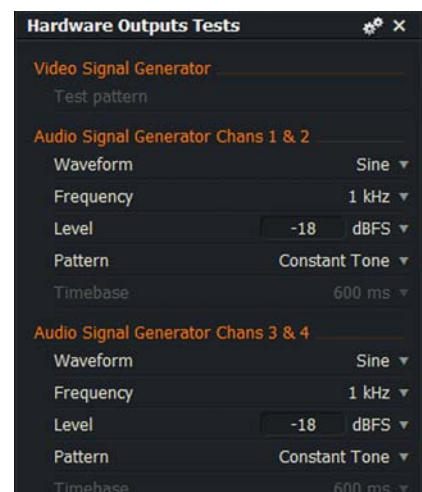 Hardware Outputs Tests
Video Signal Generator
Test pattern
Audio Signal Generator Chans 1 & 2
Waveform Sine
Frequency 1 kHz
Level -18 dBFS
Pattern Constant Tone
Timebase 600 ms
Audio Signal Generator Chans 3 & 4
Waveform Sine
Frequency 1 kHz
Level -18 dBFS
Pattern Constant Tone
Timebase 600 ms